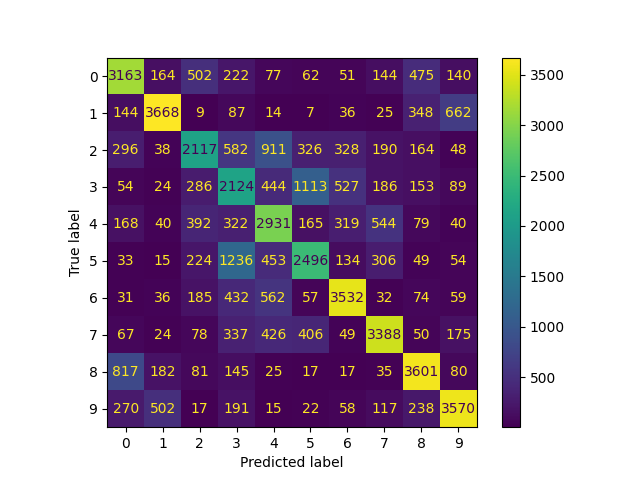 0 3163 164 502 222 77 62 51 144 475 140
1 144 3668 9 87 14 7 36 25 348 662
2 296 38 2117 582 911 326 328 190 164 48
3 54 24 286 2124 444 1113 527 186 153 89
4 168 40 392 322 2931 165 319 544 79 40
5 33 15 224 1236 453 2496 134 306 49 54
6 31 36 185 432 562 57 3532 32 74 59
7 67 24 78 337 426 406 49 3388 50 175
8 817 182 81 145 25 17 17 35 3601 80
9 270 502 17 191 15 22 58 117 238 3570
0 1 2 3 4 5 6 7 8 9
Predicted label
True label
3500
3000
2500
2000
1500
1000
500